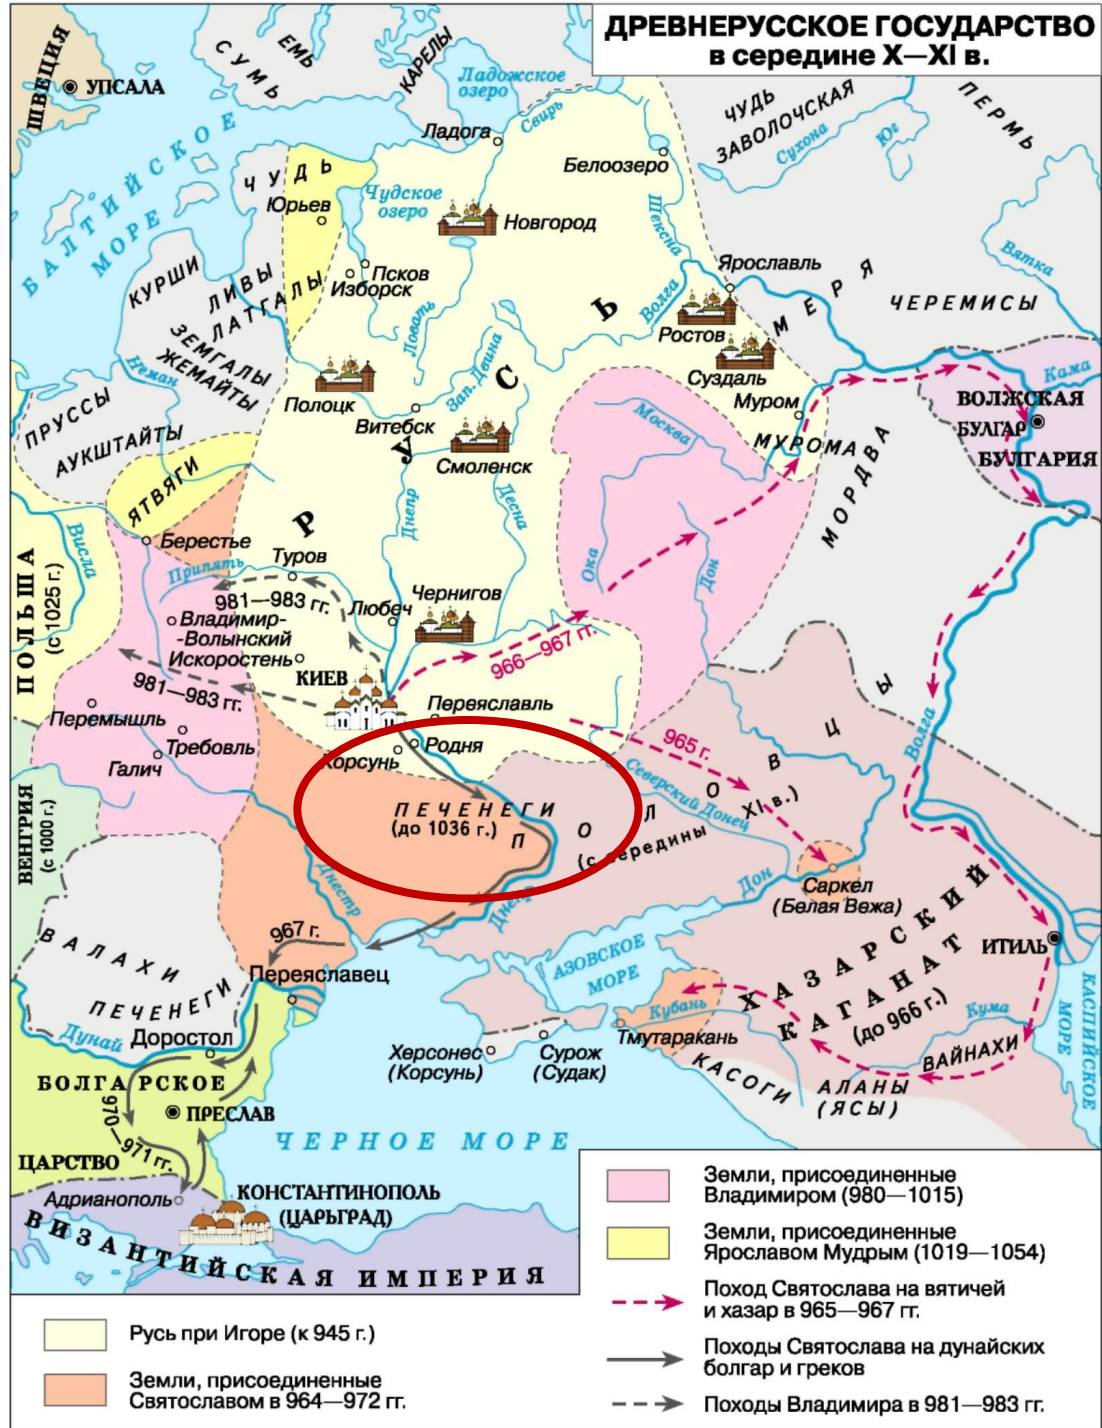 ДРЕВНЕРУССКОЕ ГОСУДАРСТВО
в середине X—XI в.
ШВЕЦИЯ
УПСАЛА
СУМЬ
ЕМЬ
КАРЕЛЫ
Ладожское
озеро
Свирь
Ладога
Белоозеро
ЧУДЬ
ЗАВОЛОЧСКАЯ
Сухона
Юг
ПЕРМЬ
БАЛТИЙСКОЕ
МОРЕ
ЧУДЬ
Юрьев
Чудское
озеро
Новгород
Шексна
Вятка
Псков
Изборск
Ярославль
КУРШИ
ЛИВЫ
ЛАТГАЛЫ
ЗЕМГАЛЫ
ЖЕМАЙТЫ
Ловать
Волга
Ростов
МЕРЯ
ЧЕРЕМИСЫ
Неман
Полоцк
Зап. Двина
Витебск
Суздаль
Кама
ПРУССЫ
АУКШТАЙТЫ
Смоленск
РУСЬ
Москва
Муром
МУРОМА
МОРДВА
ВОЛЖСКАЯ
БУЛГАР
БУЛГАРИЯ
ЯТВЯГИ
Днепр
Десна
Висла
Берестье
Припять
Туров
Ока
Дон
ПОЛЬША
(с 1025 г.)
981—983 гг.
Любеч
Чернигов
Владимир-
-Волынский
Искоростень
КИЕВ
966—967 гг.
981—983 гг.
Перемышль
Требовль
Галич
Переяславль
Родня
Корсунь
965 г.
Волга
ВЕНГРИЯ
(с 1000 г.)
ПЕЧЕНЕГИ
(до 1036 г.)
ПОЛОВЦЫ
(с середины XI в.)
Северский Донец
Днестр
Днепр
Дон
Саркел
(Белая Вежа)
ВАЛАХИ
ПЕЧЕНЕГИ
967 г.
Переяславец
АЗОВСКОЕ
МОРЕ
ХАЗАРСКИЙ
КАГАНАТ
(до 966 г.)
ИТИЛЬ
Дунай
Доростол
Кубань
Тмутаракань
Кума
КАСПИЙСКОЕ
МОРЕ
Херсонес
(Корсунь)
Сурож
(Судак)
КАСОГИ
АЛАНЫ
(ЯСЫ)
ВАЙНАХИ
БОЛГАРСКОЕ
ПРЕСЛАВ
970—971 гг.
ЦАРСТВО
ЧЕРНОЕ МОРЕ
Адрианополь
КОНСТАНТИНОПОЛЬ
(ЦАРЬГРАД)
ВИЗАНТИЙСКАЯ ИМПЕРИЯ
Русь при Игоре (к 945 г.)
Земли, присоединенные
Святославом в 964—972 гг.
Земли, присоединенные
Владимиром (980—1015)
Земли, присоединенные
Ярославом Мудрым (1019—1054)
Поход Святослава на вятичей
и хазар в 965—967 гг.
Походы Святослава на дунайских
болгар и греков
Походы Владимира в 981—983 гг.